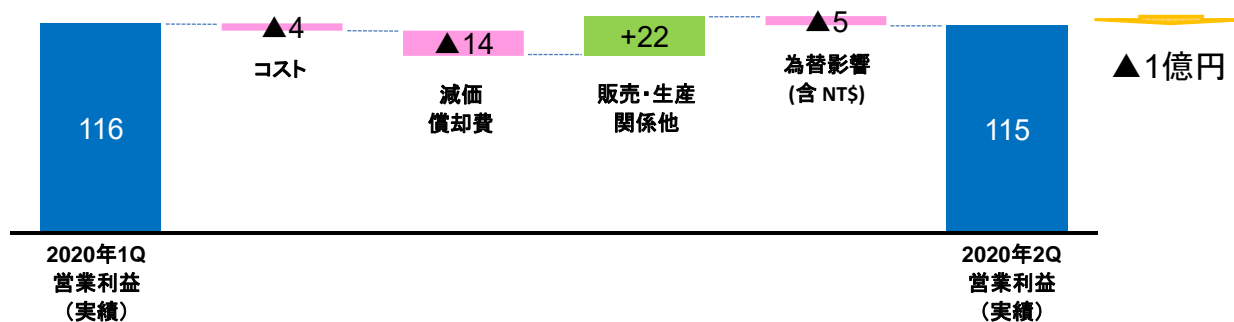 ▲4
コスト
▲14
減価
償却費
+22
販売・生産
関係他
▲5
為替影響
(含 NT$)
▲1億円
116
115
2020年1Q
営業利益
(実績)
2020年2Q
営業利益
(実績)